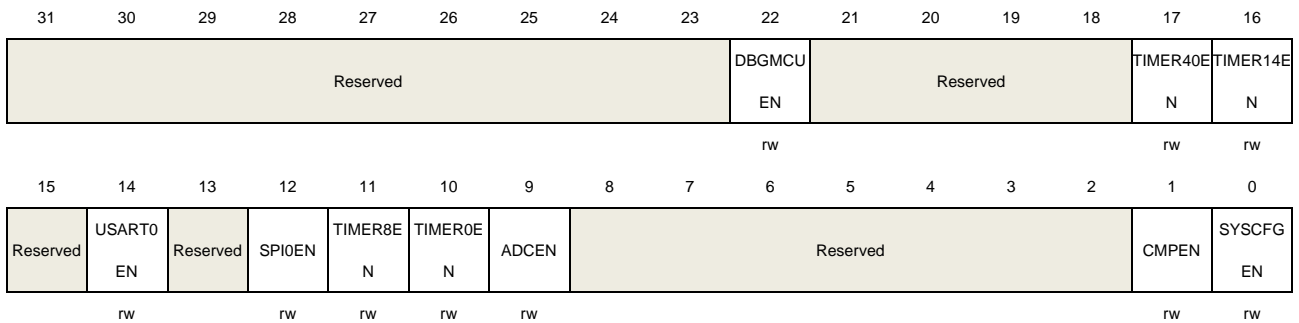 31 30 29 28 27 26 25 24 23 22 21 20 19 18 17 16
Reserved DBGMCU EN Reserved TIMER40E N TIMER14E N
rw rw rw
15 14 13 12 11 10 9 8 7 6 5 4 3 2 1 0
Reserved USART0 EN Reserved SPI0EN TIMER8E N TIMER0E N ADCEN Reserved CMPEN SYSCFG EN
rw rw rw rw rw rw rw